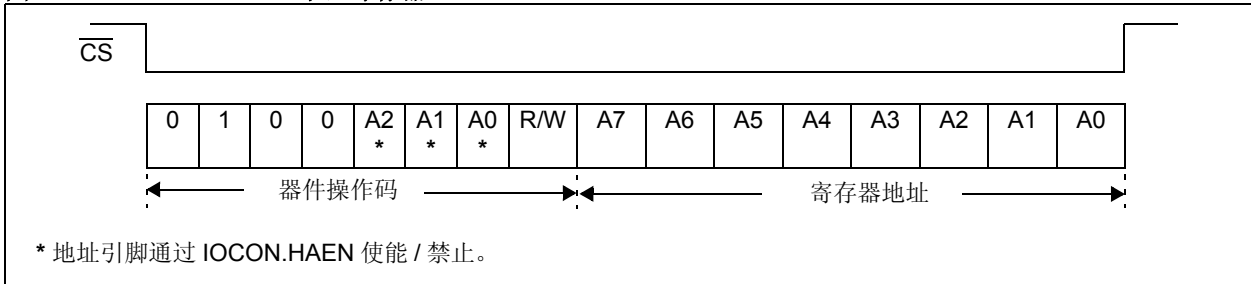 CS
0 1 0 0 A2 A1 A0 R/W A7 A6 A5 A4 A3 A2 A1 A0
* * *
器件操作码 寄存器地址
* 地址引脚通过 IOCON.HAEN 使能 / 禁止。